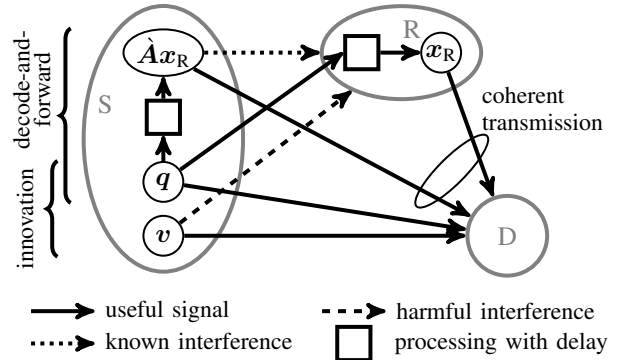 decode-and-
forward
innovation
S
Àx_R
q
v
R
x_R
coherent
transmission
D
useful signal
harmful interference
known interference
processing with delay